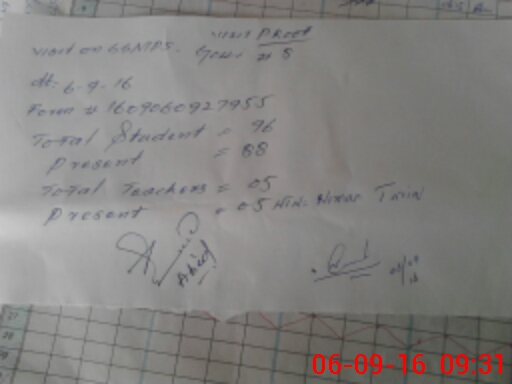 Visit Proof
Visit on GGMPS. # 5
dt. 6-9-16
Form # 1609060927955
Total Student = 96
Present = 88
Total Teachers = 05
Present = 05
06-09-16 09:31